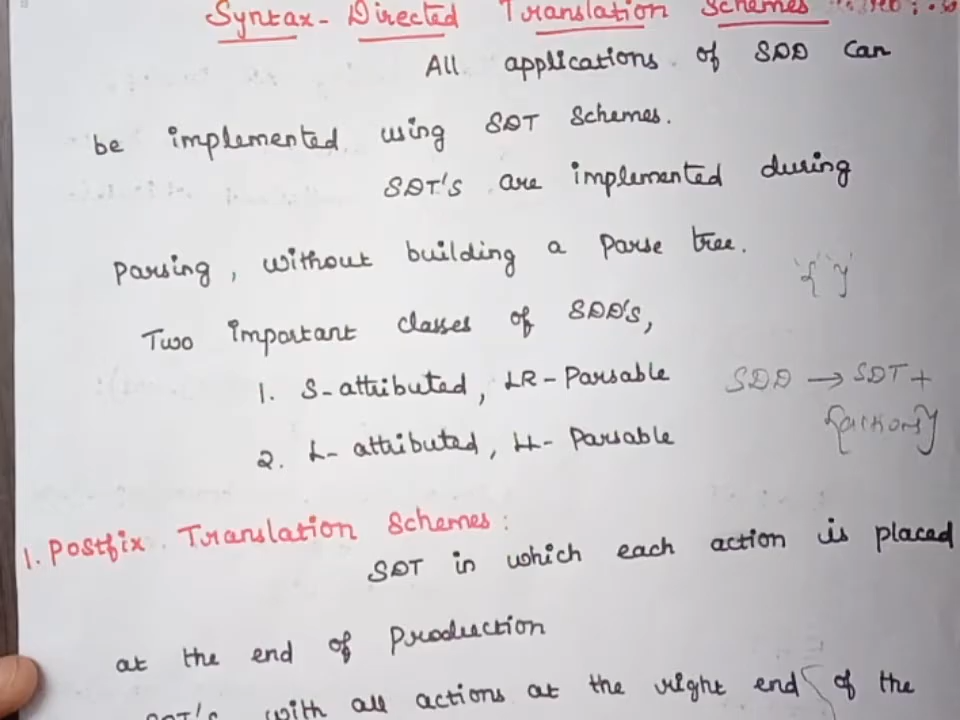 Syntax-Directed Translation Schemes
All applications of SDD Can
be implemented using SDT Schemes.
SDT'S are implemented during
Parsing, without building a Parse tree.
{ }
Two important classes of SDD'S,
1. S-attributed, LR-Parsable
SDD → SDT +
{actions}
2. L-attributed, LL-Parsable
1. Postfix Translation Schemes:
SDT in which each action is placed
at the end of Production
SDT's with all actions at the right end of the